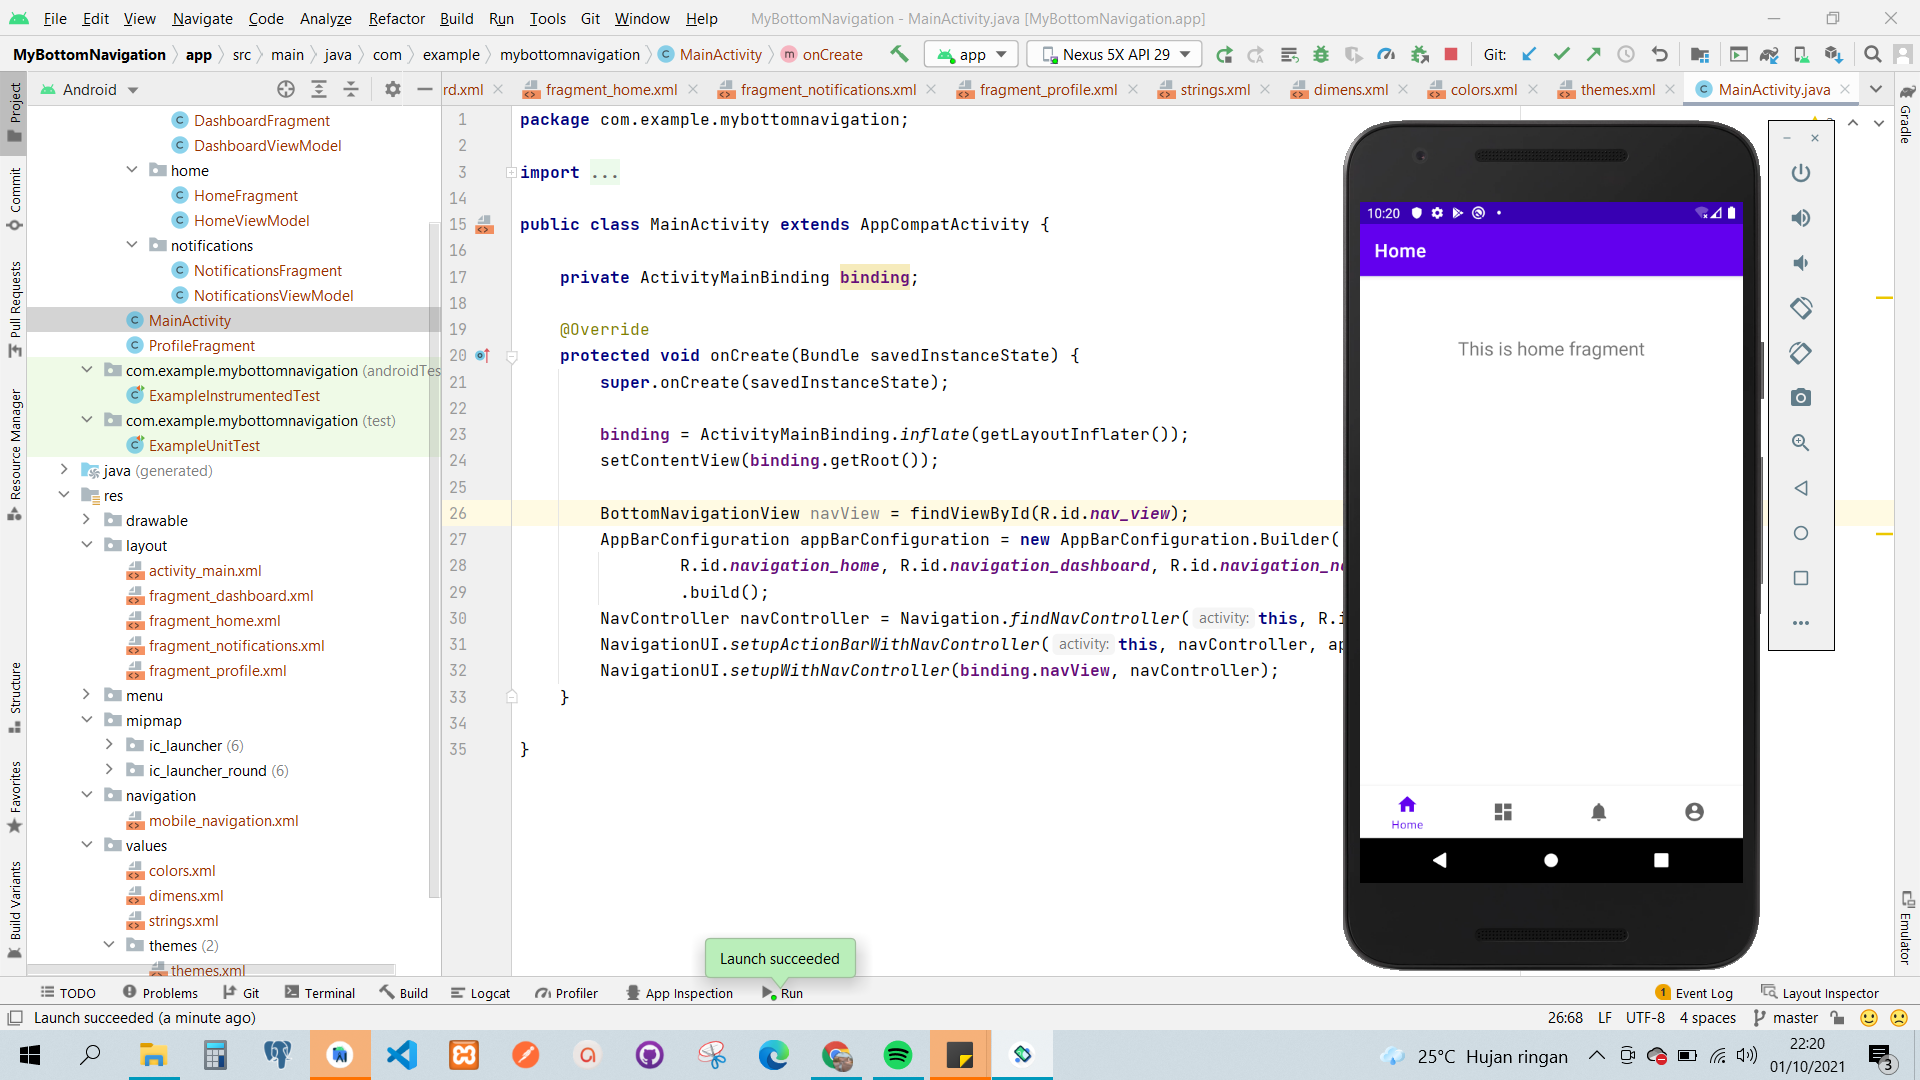 File Edit View Navigate Code Analyze Refactor Build Run Tools Git Window Help MyBottomNavigation - MainActivity.java [MyBottomNavigation.app]
MyBottomNavigation app src main java com example mybottomnavigation MainActivity onCreate app Nexus 5X API 29 Git:
Android
rd.xml fragment_home.xml fragment_notifications.xml fragment_profile.xml strings.xml dimens.xml colors.xml themes.xml MainActivity.java
Project
Commit
Pull Requests
Resource Manager
Structure
Favorites
Build Variants
DashboardFragment
DashboardViewModel
home
HomeFragment
HomeViewModel
notifications
NotificationsFragment
NotificationsViewModel
MainActivity
ProfileFragment
com.example.mybottomnavigation (androidTes
ExampleInstrumentedTest
com.example.mybottomnavigation (test)
ExampleUnitTest
java (generated)
res
drawable
layout
activity_main.xml
fragment_dashboard.xml
fragment_home.xml
fragment_notifications.xml
fragment_profile.xml
menu
mipmap
ic_launcher (6)
ic_launcher_round (6)
navigation
mobile_navigation.xml
values
colors.xml
dimens.xml
strings.xml
themes (2)
themes.xml
1 package com.example.mybottomnavigation;
2
3 import ...
14
15 public class MainActivity extends AppCompatActivity {
16
17 private ActivityMainBinding binding;
18
19 @Override
20 protected void onCreate(Bundle savedInstanceState) {
21 super.onCreate(savedInstanceState);
22
23 binding = ActivityMainBinding.inflate(getLayoutInflater());
24 setContentView(binding.getRoot());
25
26 BottomNavigationView navView = findViewById(R.id.nav_view);
27 AppBarConfiguration appBarConfiguration = new AppBarConfiguration.Builder(
28 R.id.navigation_home, R.id.navigation_dashboard, R.id.navigation_n
29 .build();
30 NavController navController = Navigation.findNavController( activity: this, R.i
31 NavigationUI.setupActionBarWithNavController( activity: this, navController, ap
32 NavigationUI.setupWithNavController(binding.navView, navController);
33 }
34
35 }
10:20
Home
This is home fragment
Home
Gradle
Emulator
Launch succeeded
TODO Problems Git Terminal Build Logcat Profiler App Inspection Run 1 Event Log Layout Inspector
Launch succeeded (a minute ago) 26:68 LF UTF-8 4 spaces master
25°C Hujan ringan 22:20
01/10/2021
3